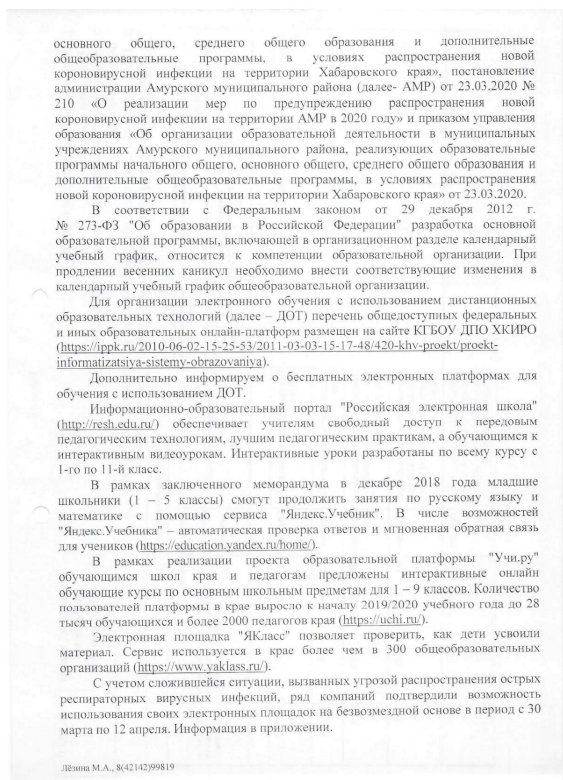 основного общего, среднего общего образования и дополнительные
общеобразовательные программы, в условиях распространения новой
короновирусной инфекции на территории Хабаровского края», постановление
администрации Амурского муниципального района (далее- АМР) от 23.03.2020 №
210 «О реализации мер по предупреждению распространения новой
короновирусной инфекции на территории АМР в 2020 году» и приказом управления
образования «Об организации образовательной деятельности в муниципальных
учреждениях Амурского муниципального района, реализующих образовательные
программы начального общего, основного общего, среднего общего образования и
дополнительные общеобразовательные программы, в условиях распространения
новой короновирусной инфекции на территории Хабаровского края» от 23.03.2020.
В соответствии с Федеральным законом от 29 декабря 2012 г.
№ 273-ФЗ "Об образовании в Российской Федерации" разработка основной
образовательной программы, включающей в организационном разделе календарный
учебный график, относится к компетенции образовательной организации. При
продлении весенних каникул необходимо внести соответствующие изменения в
календарный учебный график общеобразовательной организации.
Для организации электронного обучения с использованием дистанционных
образовательных технологий (далее – ДОТ) перечень общедоступных федеральных
и иных образовательных онлайн-платформ размещен на сайте КГБОУ ДПО ХКИРО
(https://ippk.ru/2010-06-02-15-25-53/2011-03-03-15-17-48/420-khv-proekt/proekt-
informatizatsiya-sistemy-obrazovaniya).
Дополнительно информируем о бесплатных электронных платформах для
обучения с использованием ДОТ.
Информационно-образовательный портал "Российская электронная школа"
(http://resh.edu.ru/) обеспечивает учителям свободный доступ к передовым
педагогическим технологиям, лучшим педагогическим практикам, а обучающимся к
интерактивным видеоурокам. Интерактивные уроки разработаны по всему курсу с
1-го по 11-й класс.
В рамках заключенного меморандума в декабре 2018 года младшие
школьники (1 – 5 классы) смогут продолжить занятия по русскому языку и
математике с помощью сервиса "Яндекс.Учебник". В числе возможностей
"Яндекс.Учебника" – автоматическая проверка ответов и мгновенная обратная связь
для учеников (https://education.yandex.ru/home/).
В рамках реализации проекта образовательной платформы "Учи.ру"
обучающимся школ края и педагогам предложены интерактивные онлайн
обучающие курсы по основным школьным предметам для 1 – 9 классов. Количество
пользователей платформы в крае выросло к началу 2019/2020 учебного года до 28
тысяч обучающихся и более 2000 педагогов края (https://uchi.ru/).
Электронная площадка "ЯКласс" позволяет проверить, как дети усвоили
материал. Сервис используется в крае более чем в 300 общеобразовательных
организаций (https://www.yaklass.ru/).
С учетом сложившейся ситуации, вызванных угрозой распространения острых
респираторных вирусных инфекций, ряд компаний подтвердили возможность
использования своих электронных площадок на безвозмездной основе в период с 30
марта по 12 апреля. Информация в приложении.
Лёзина М.А., 8(42142)99819